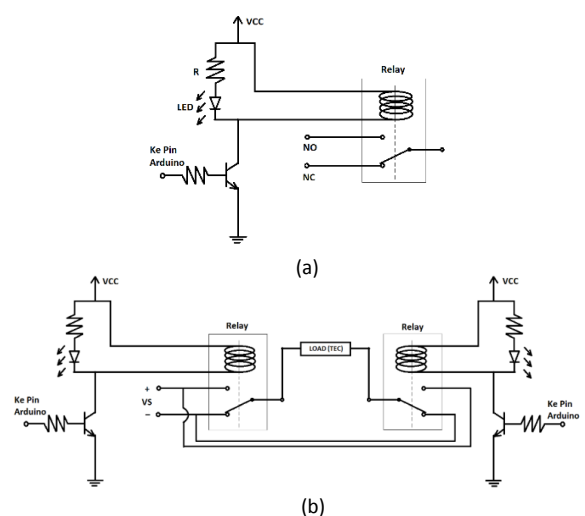 VCC
R
Relay
LED
Ke Pin
Arduino
NO
NC
(a)
VCC
VCC
Relay
Relay
LOAD (TEC)
Ke Pin
Arduino
+
VS
–
Ke Pin
Arduino
(b)